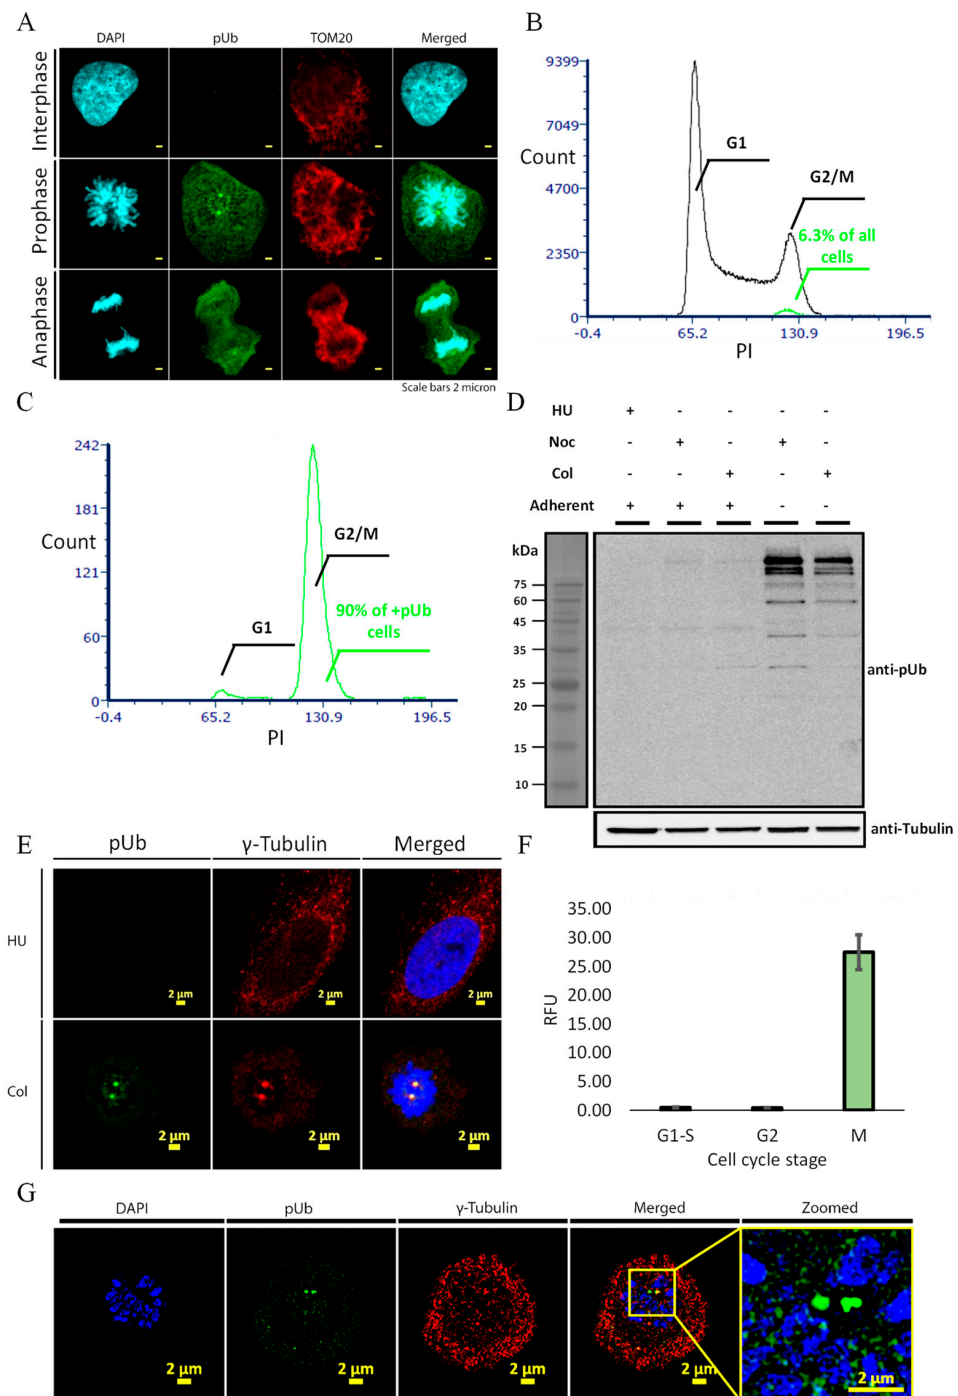 A
DAPI pUb TOM20 Merged
Interphase
Prophase
Anaphase
Scale bars 2 micron
B
9399
7049
4700
2350
0
Count
G1
G2/M
6.3% of all
cells
-0.4 65.2 130.9 196.5
PI
C
242
181
121
60
0
Count
G2/M
G1
90% of +pUb
cells
-0.4 65.2 130.9 196.5
PI
D
HU + - - - -
Noc - + - + -
Col - - + - +
Adherent + + + - -
kDa
75
60
45
35
25
20
15
10
anti-pUb
anti-Tubulin
E
pUb γ-Tubulin Merged
HU
2 μm 2 μm 2 μm
Col
2 μm 2 μm 2 μm
F
35.00
30.00
25.00
20.00
15.00
10.00
5.00
0.00
RFU
G1-S G2 M
Cell cycle stage
G
DAPI pUb γ-Tubulin Merged Zoomed
2 μm 2 μm 2 μm 2 μm 2 μm